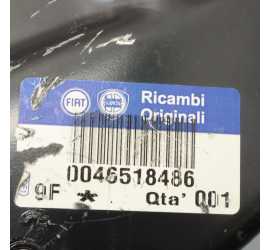 FIAT
Ricambi
Originali
0046518486
9F * Qta' 001